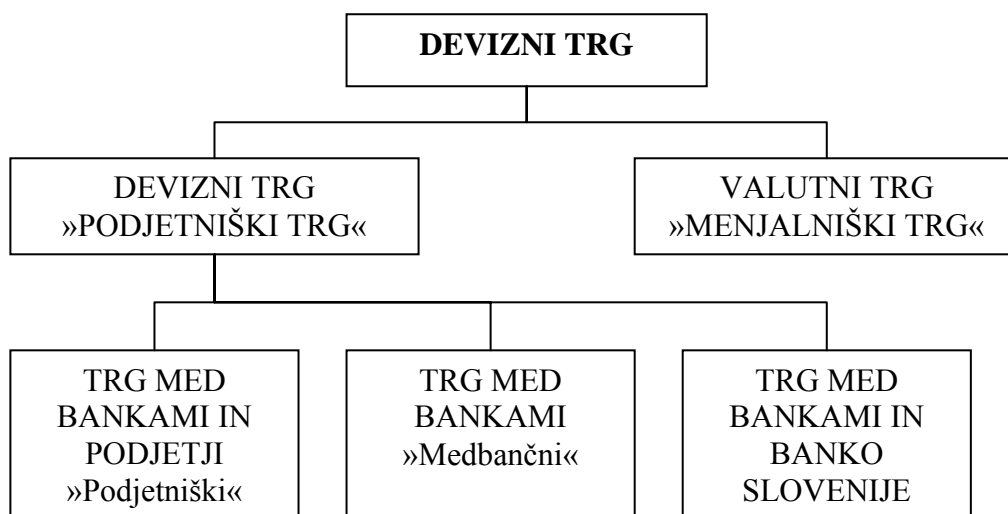 DEVIZNI TRG
DEVIZNI TRG
»PODJETNIŠKI TRG«
VALUTNI TRG
»MENJALNIŠKI TRG«
TRG MED
BANKAMI IN
PODJETJI
»Podjetniški«
TRG MED
BANKAMI
»Medbančni«
TRG MED
BANKAMI IN
BANKO
SLOVENIJE